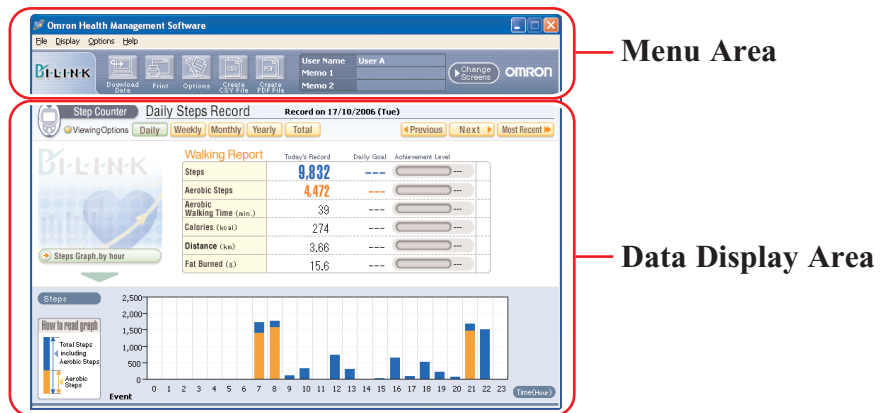 Omron Health Management Software
File Display Options Help
BI-LINK
Download Data
Print
Options
Create CSV File
Create PDF File
CSV
PDF
User Name User A
Memo 1
Memo 2
Change Screens
OMRON
Menu Area
Step Counter Daily Steps Record Record on 17/10/2006 (Tue)
Viewing Options Daily Weekly Monthly Yearly Total Previous Next Most Recent
BI-LINK
Walking Report Today's Record Daily Goal Achievement Level
Steps 9,832 --- ---
Aerobic Steps 4,472 --- ---
Aerobic
Walking Time (min.) 39 --- ---
Calories (kcal) 274 --- ---
Distance (km) 3.66 --- ---
Fat Burned (g) 15.6 --- ---
Steps Graph,by hour
Data Display Area
Steps
How to read graph
Total Steps
including
Aerobic Steps
Aerobic
Steps
2,500
2,000
1,500
1,000
500
0
0 1 2 3 4 5 6 7 8 9 10 11 12 13 14 15 16 17 18 19 20 21 22 23 Time(Hour)
Event